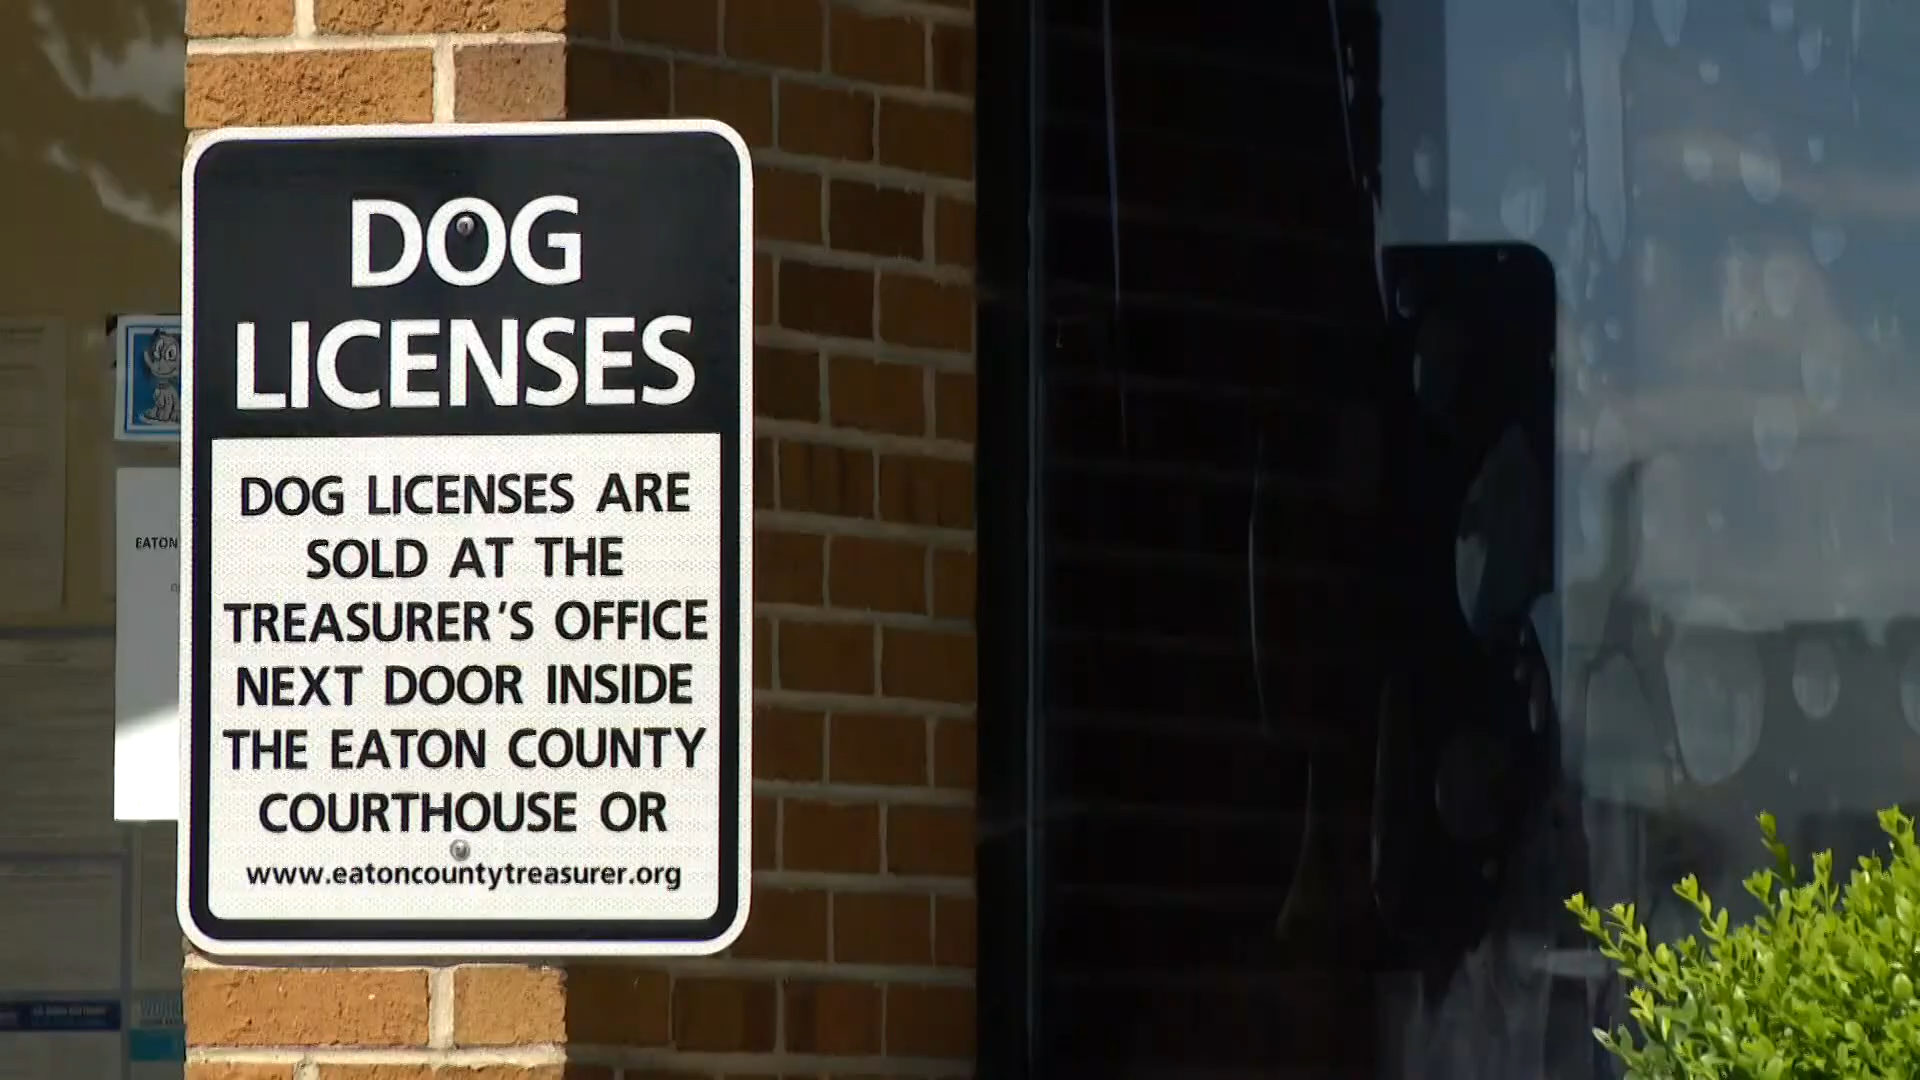 DOG
LICENSES
DOG LICENSES ARE
SOLD AT THE
TREASURER'S OFFICE
NEXT DOOR INSIDE
THE EATON COUNTY
COURTHOUSE OR
www.eatoncountytreasurer.org
EATON